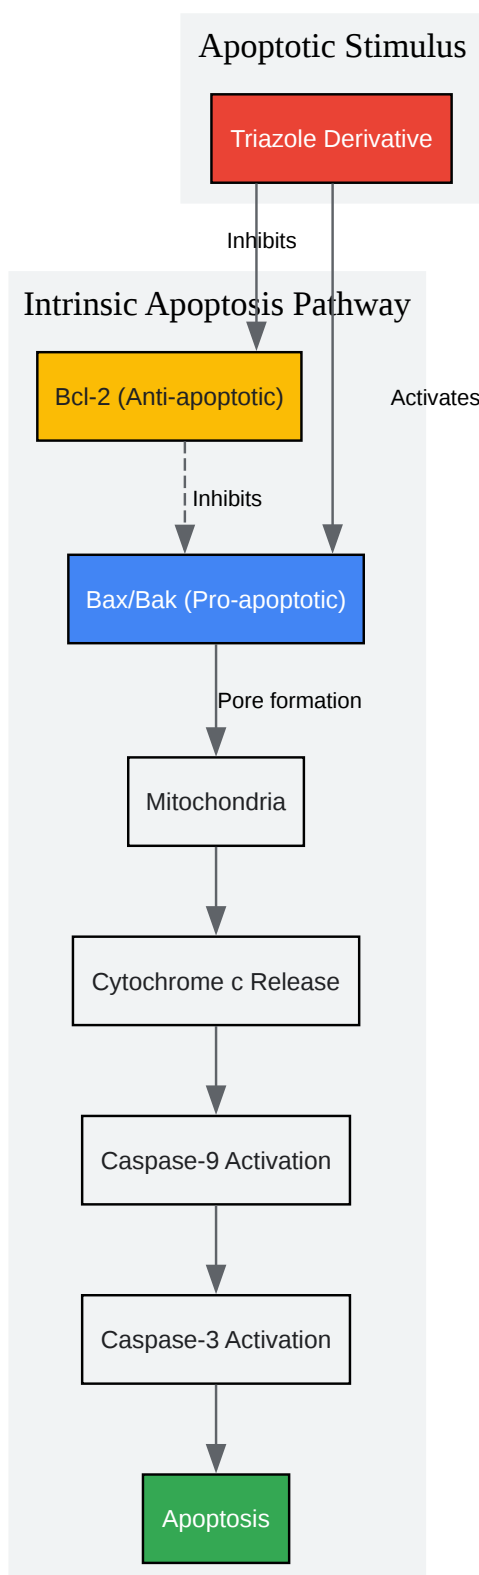 Apoptotic Stimulus
Triazole Derivative
Inhibits
Intrinsic Apoptosis Pathway
Bcl-2 (Anti-apoptotic)
Activates
Inhibits
Bax/Bak (Pro-apoptotic)
Pore formation
Mitochondria
Cytochrome c Release
Caspase-9 Activation
Caspase-3 Activation
Apoptosis